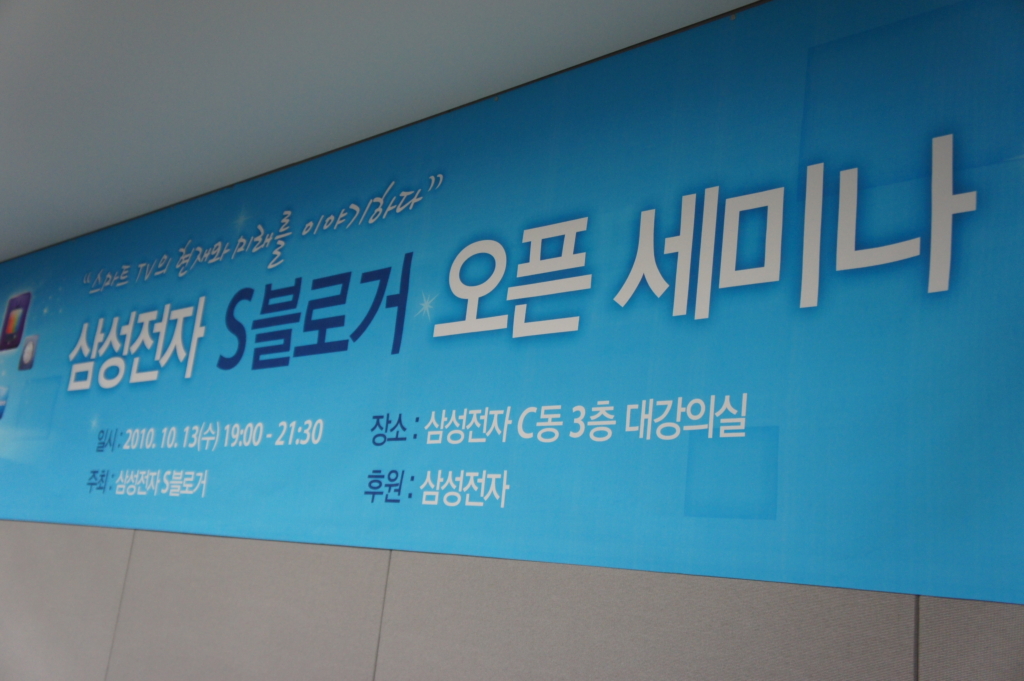 "스마트 TV의 현재와 미래를 이야기하다"
삼성전자 S블로거 오픈 세미나
일시 : 2010. 10. 13(수) 19:00 - 21:30 장소 : 삼성전자 C동 3층 대강의실
주최 : 삼성전자 S블로거 후원 : 삼성전자